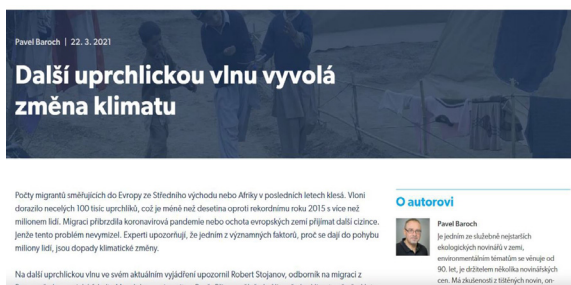 Pavel Baroch | 22. 3. 2021
Další uprchlickou vlnu vyvolá
změna klimatu
Počty migrantů směřujících do Evropy ze Středního východu nebo Afriky v posledních letech klesá. Vloni
dorazilo necelých 100 tisíc uprchlíků, což je méně než desetina oproti rekordnímu roku 2015 s více než
milionem lidí. Migraci přibrzdila koronavirová pandemie nebo ochota evropských zemí přijímat další cizince.
Jenže tento problém nevymizel. Experti upozorňují, že jedním z významných faktorů, proč se dají do pohybu
miliony lidí, jsou dopady klimatické změny.
Na další uprchlickou vlnu ve svém aktuálním vyjádření upozornil Robert Stojanov, odborník na migraci z
O autorovi
Pavel Baroch
Je jedním ze služebně nejstarších
ekologických novinářů v zemi,
environmentálním tématům se věnuje od
90. let, je držitelem několika novinářských
cen. Má zkušenosti z tištěných novin, on-